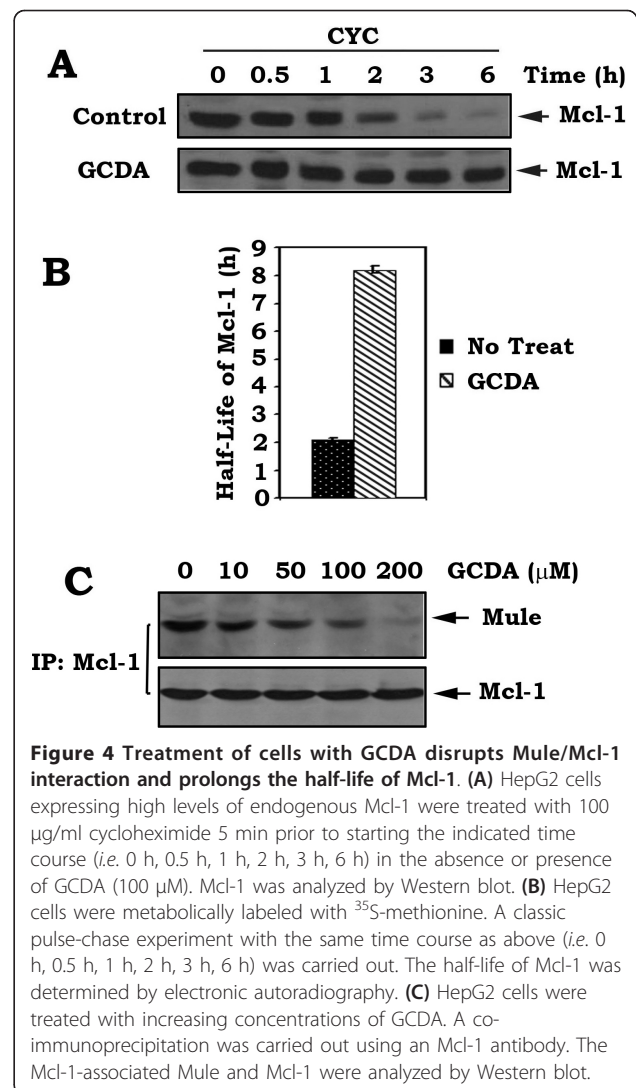 A
CYC
0 0.5 1 2 3 6 Time (h)
Control Mcl-1
GCDA Mcl-1
B
Half-Life of Mcl-1 (h)
9
8
7
6
5
4
3
2
1
0
No Treat
GCDA
C
0 10 50 100 200 GCDA (μM)
Mule
IP: Mcl-1
Mcl-1
Figure 4 Treatment of cells with GCDA disrupts Mule/Mcl-1
interaction and prolongs the half-life of Mcl-1. (A) HepG2 cells
expressing high levels of endogenous Mcl-1 were treated with 100
μg/ml cycloheximide 5 min prior to starting the indicated time
course (i.e. 0 h, 0.5 h, 1 h, 2 h, 3 h, 6 h) in the absence or presence
of GCDA (100 μM). Mcl-1 was analyzed by Western blot. (B) HepG2
cells were metabolically labeled with ³⁵S-methionine. A classic
pulse-chase experiment with the same time course as above (i.e. 0
h, 0.5 h, 1 h, 2 h, 3 h, 6 h) was carried out. The half-life of Mcl-1 was
determined by electronic autoradiography. (C) HepG2 cells were
treated with increasing concentrations of GCDA. A co-
immunoprecipitation was carried out using an Mcl-1 antibody. The
Mcl-1-associated Mule and Mcl-1 were analyzed by Western blot.